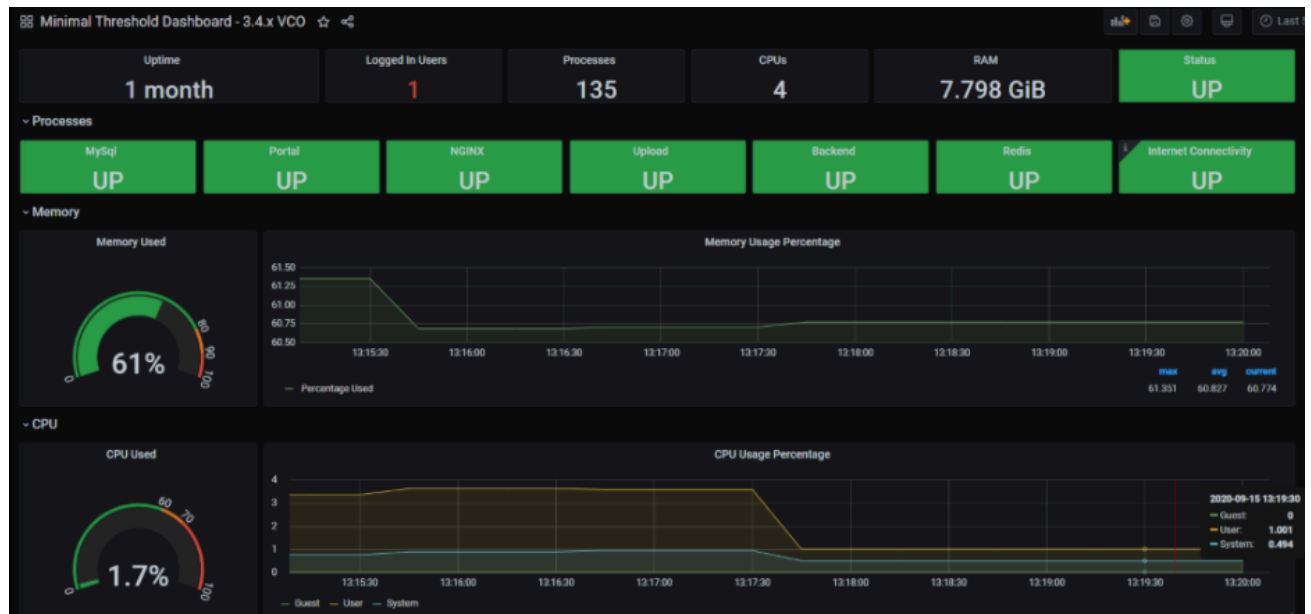 Minimal Threshold Dashboard - 3.4.x VCO
Last 5
Uptime Logged In Users Processes CPUs RAM Status
1 month 1 135 4 7.798 GiB UP
Processes
MySql Portal NGINX Upload Backend Redis i Internet Connectivity
UP UP UP UP UP UP UP
Memory
Memory Used Memory Usage Percentage
61.50
61.25
61.00
60.75
60.50
13:15:30 13:16:00 13:16:30 13:17:00 13:17:30 13:18:00 13:18:30 13:19:00 13:19:30 13:20:00
0 80 90 100
61%
max avg current
Percentage Used 61.351 60.827 60.774
CPU
CPU Used CPU Usage Percentage
4
3
2
1
0
13:15:30 13:16:00 13:16:30 13:17:00 13:17:30 13:18:00 13:18:30 13:19:00 13:19:30 13:20:00
0 60 70 100
1.7%
2020-09-15 13:19:30
Guest: 0
User: 1.001
System: 0.494
Guest User System